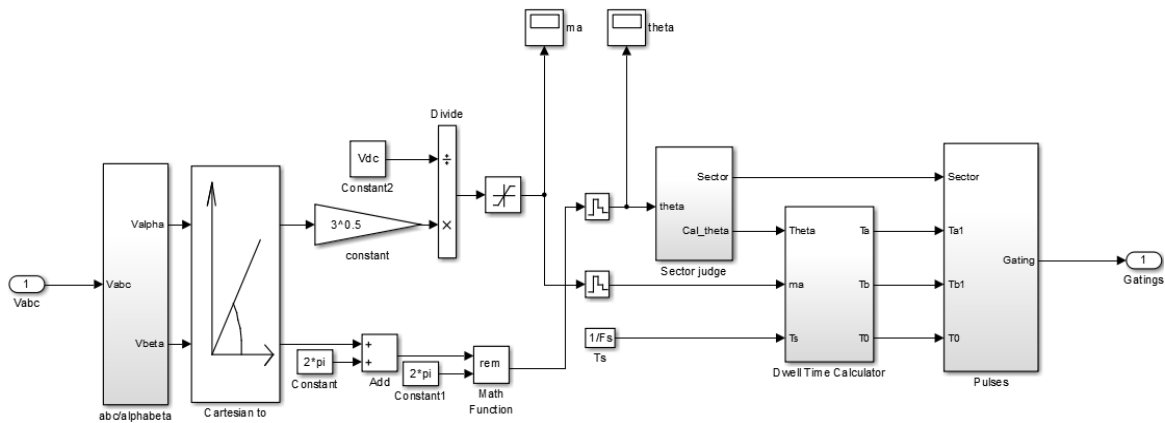 ma
theta
Divide
Vdc
÷
Constant2
Sector
Sector
Valpha
3^0.5
×
theta
constant
Cal_theta
Theta
Ta
Ta1
Sector judge
Gating
1
Vabc
Vabc
1
Gatings
ma
Tb
Tb1
Vbeta
+
+
1/Fs
Ts
Ts
T0
T0
2*pi
Constant
Add
2*pi
Constant1
rem
Math
Function
Dwell Time Calculator
Pulses
abc/alphabeta
Cartesian to